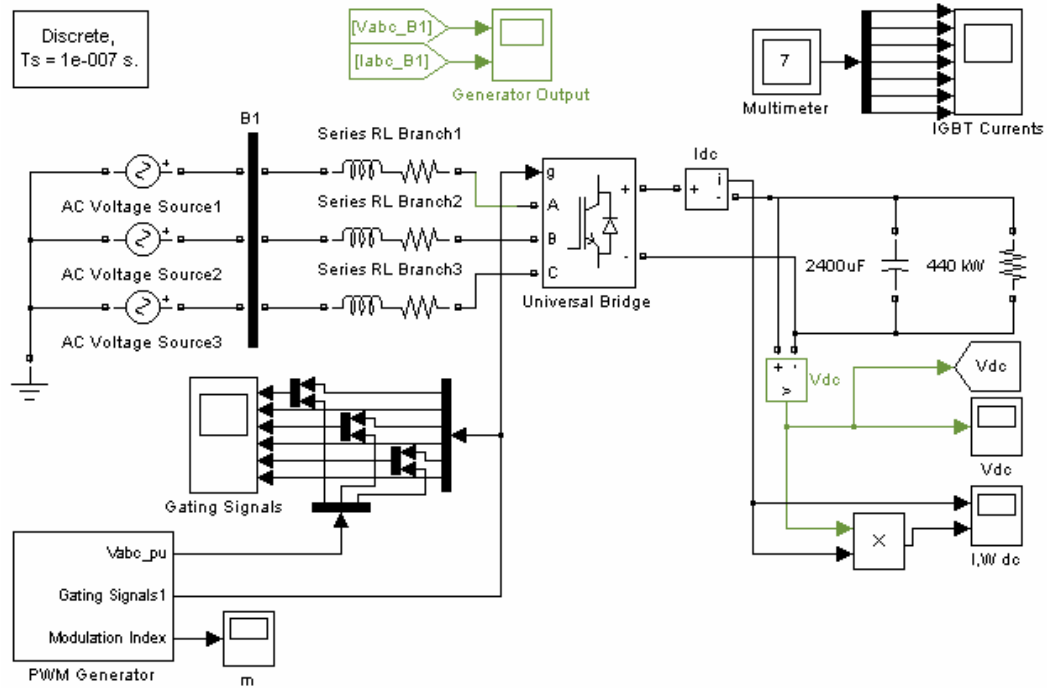 Discrete,
Ts = 1e-007 s.
[Vabc_B1]
[Iabc_B1]
Generator Output
7
Multimeter
IGBT Currents
B1
Series RL Branch1
Idc
g
A
B
C
+
-
+
i
-
AC Voltage Source1
Series RL Branch2
AC Voltage Source2
Series RL Branch3
AC Voltage Source3
Universal Bridge
2400uF
440 kW
+
-
v
Vdc
Vdc
Vdc
Gating Signals
I,W dc
×
Vabc_pu
Gating Signals1
Modulation Index
PWM Generator
m
+
+
+